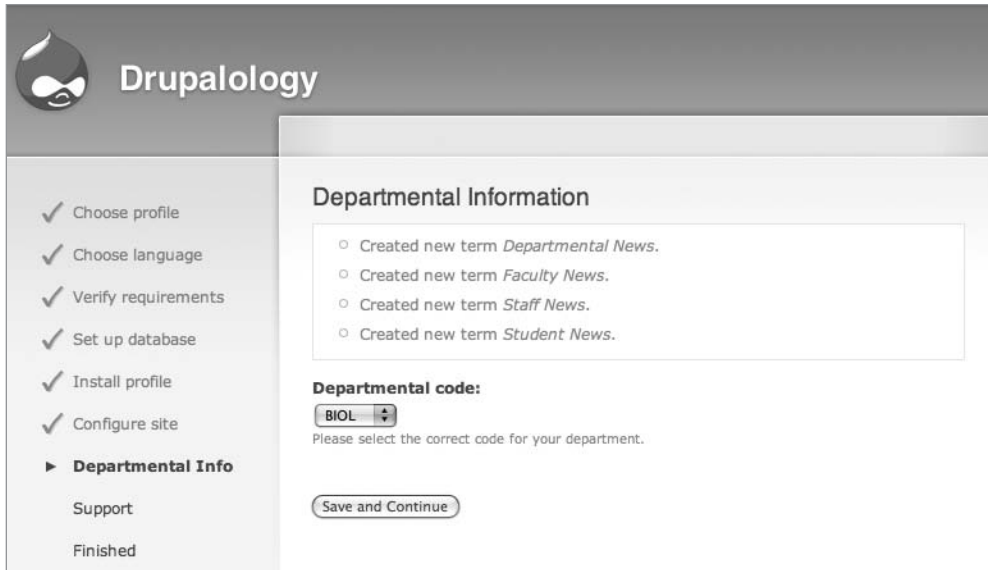 Drupalology
Choose profile
Choose language
Verify requirements
Set up database
Install profile
Configure site
Departmental Info
Support
Finished
Departmental Information
Created new term Departmental News.
Created new term Faculty News.
Created new term Staff News.
Created new term Student News.
Departmental code:
BIOL
Please select the correct code for your department.
Save and Continue